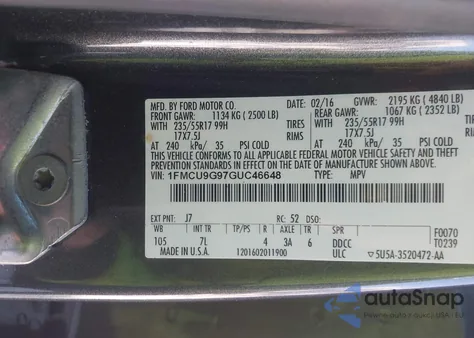 MFD. BY FORD MOTOR CO.
02/16 GVWR: 2195 KG ( 4840 LB)
FRONT GAWR: 1134 KG ( 2500 LB) REAR GAWR: 1067 KG ( 2352 LB)
WITH 235/55R17 99H TIRES WITH 235/55R17 99H TIRES
17X7.5J RIMS 17X7.5J RIMS
AT 240 kPa/ 35 PSI COLD AT 240 kPa/ 35 PSI COLD
THIS VEHICLE CONFORMS TO ALL APPLICABLE FEDERAL MOTOR VEHICLE SAFETY AND THEFT
PREVENTION STANDARDS IN EFFECT ON THE DATE OF MANUFACTURE SHOWN ABOVE.
VIN: 1FMCU9G97GUC46648 TYPE: MPV
EXT PNT: J7 RC: 52 DSO:
WB INT TR TP/PS R AXLE TR SPR F0070
105 7L 4 3A 6 DDCC T0239
MADE IN U.S.A. 1201602011900 ULC 5U5A-3520472-AA
autoSnap